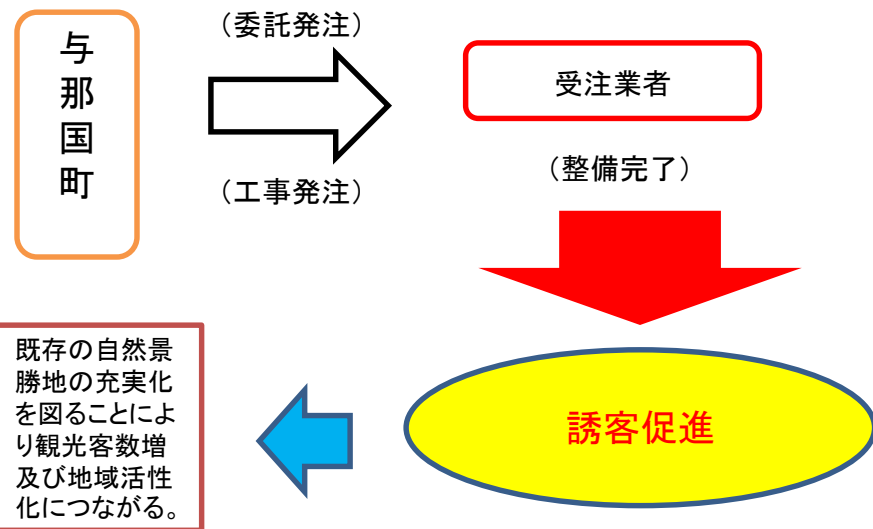 与那国町
（委託発注）
（工事発注）
受注業者
（整備完了）
誘客促進
既存の自然景
勝地の充実化
を図ることによ
り観光客数増
及び地域活性
化につながる。